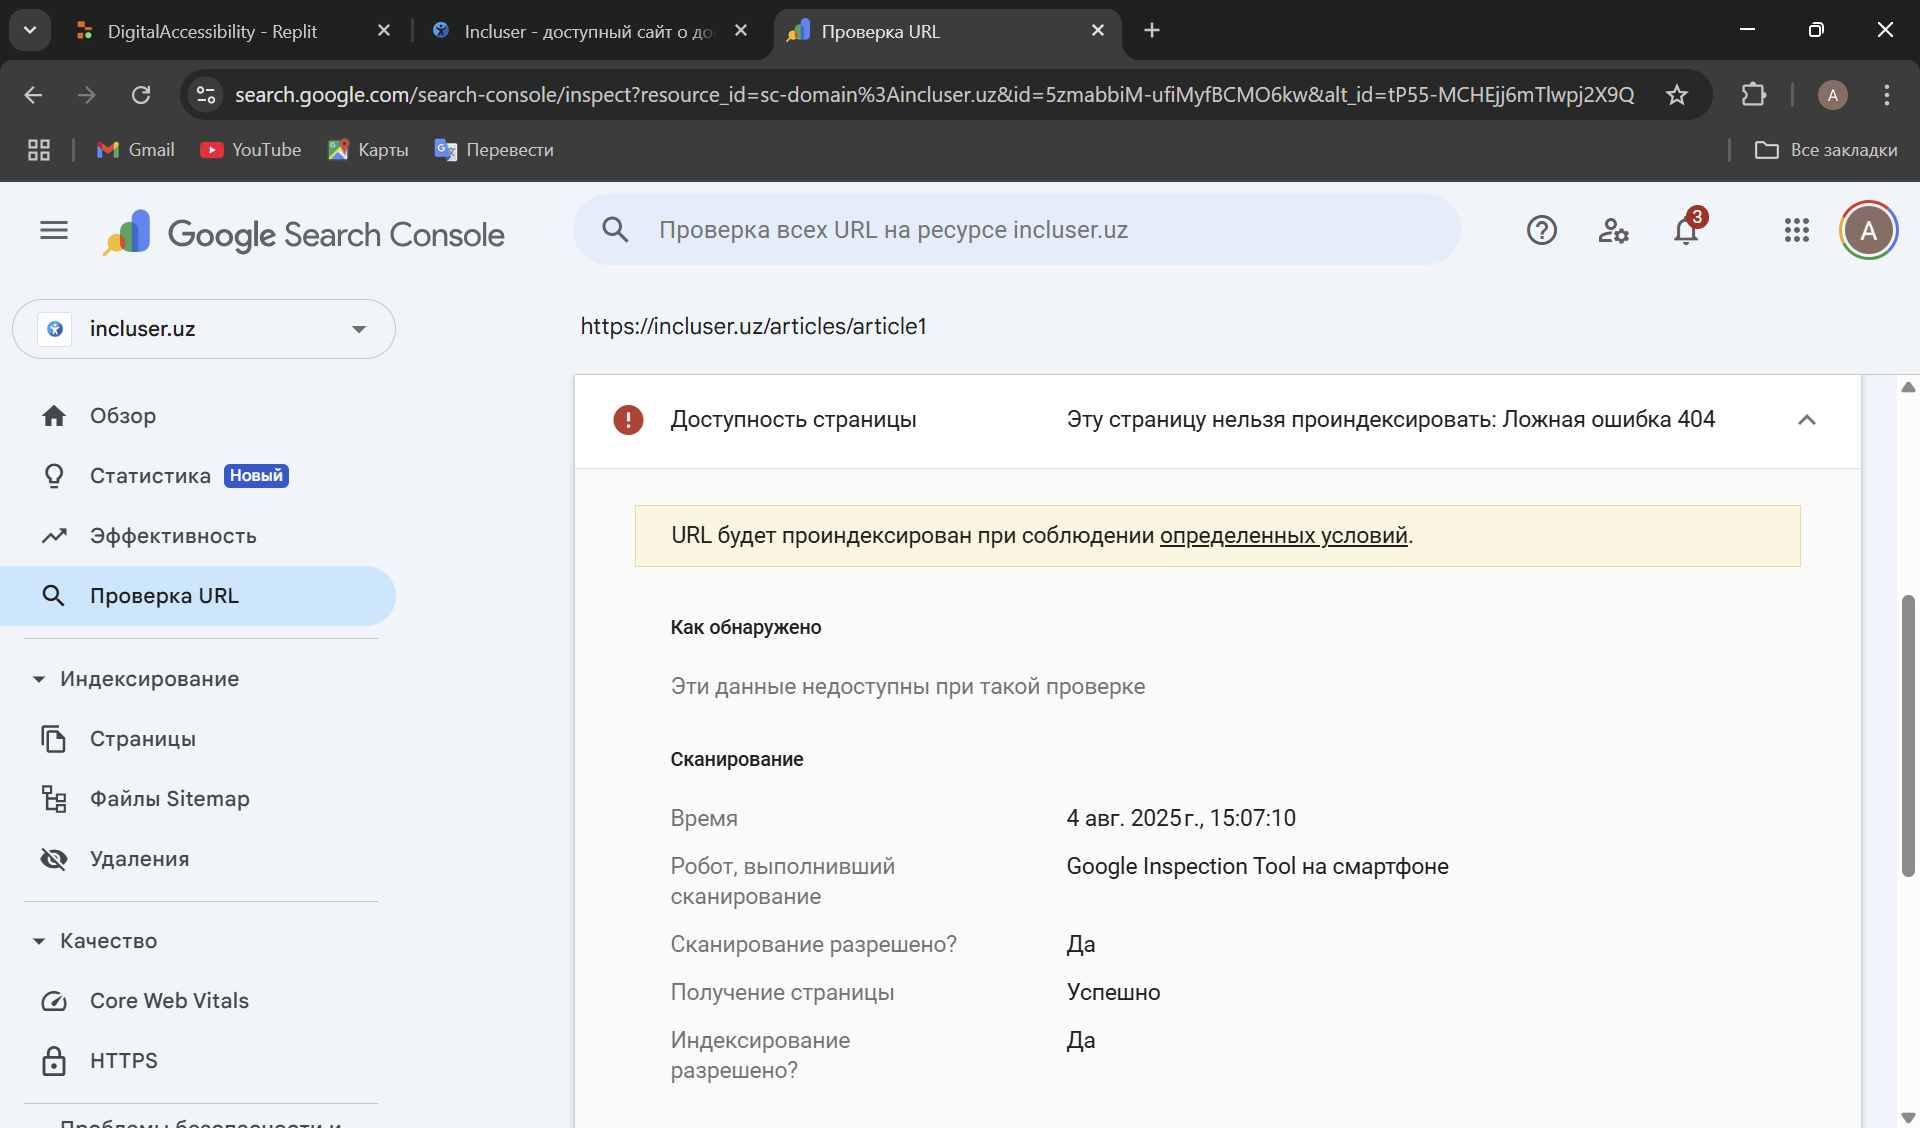 DigitalAccessibility - Replit
Incluser - доступный сайт о до
Проверка URL
search.google.com/search-console/inspect?resource_id=sc-domain%3Aincluser.uz&id=5zmabbiM-ufiMyfBCMO6kw&alt_id=tP55-MCHEjj6mTlwpj2X9Q
A
Gmail
YouTube
Карты
Перевести
Все закладки
Google Search Console
Проверка всех URL на ресурсе incluser.uz
3
A
incluser.uz
https://incluser.uz/articles/article1
Обзор
Статистика Новый
Эффективность
Проверка URL
Индексирование
Страницы
Файлы Sitemap
Удаления
Качество
Core Web Vitals
HTTPS
Доступность страницы
Эту страницу нельзя проиндексировать: Ложная ошибка 404
URL будет проиндексирован при соблюдении определенных условий.
Как обнаружено
Эти данные недоступны при такой проверке
Сканирование
Время
4 авг. 2025 г., 15:07:10
Робот, выполнивший
сканирование
Google Inspection Tool на смартфоне
Сканирование разрешено?
Да
Получение страницы
Успешно
Индексирование
разрешено?
Да